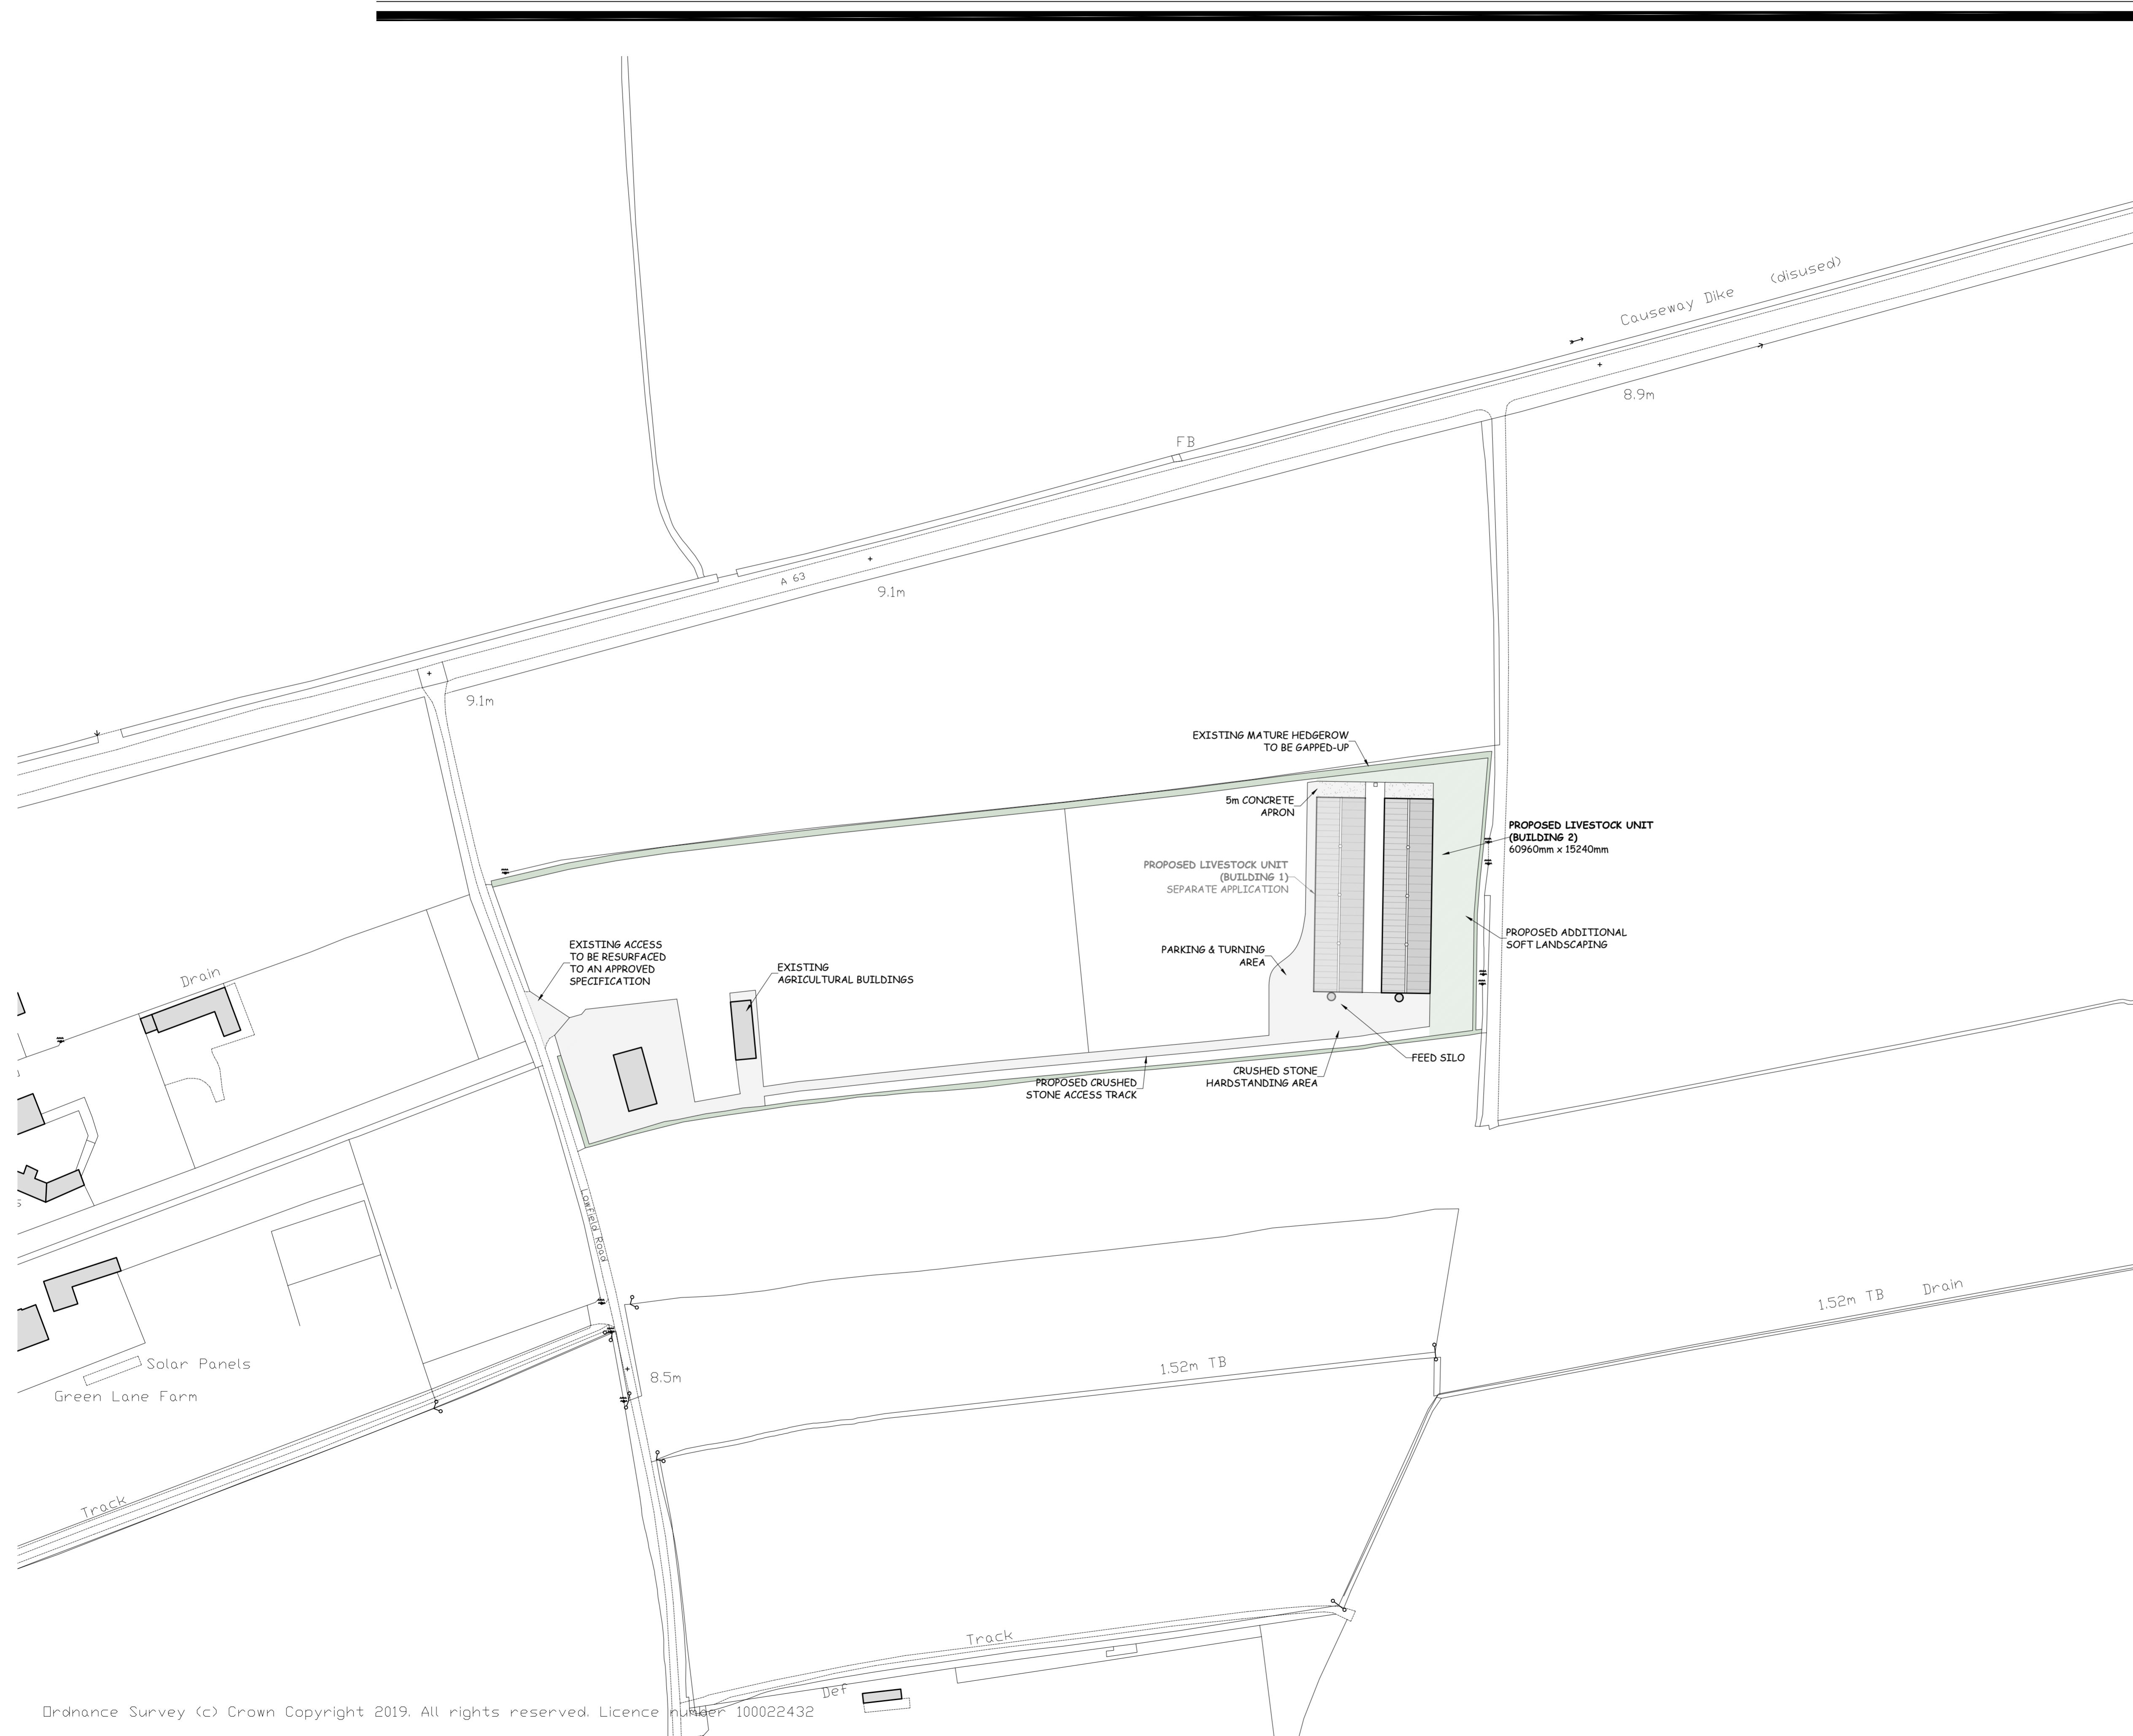 Causeway Dike (disused)
8.9m
FB
A 63
9.1m
9.1m
EXISTING MATURE HEDGEROW
TO BE GAPPED-UP
5m CONCRETE
APRON
PROPOSED LIVESTOCK UNIT
(BUILDING 2)
60960mm x 15240mm
PROPOSED LIVESTOCK UNIT
(BUILDING 1)
SEPARATE APPLICATION
PROPOSED ADDITIONAL
SOFT LANDSCAPING
PARKING & TURNING
AREA
EXISTING ACCESS
TO BE RESURFACED
TO AN APPROVED
SPECIFICATION
EXISTING
AGRICULTURAL BUILDINGS
Drain
FEED SILO
CRUSHED STONE
HARDSTANDING AREA
PROPOSED CRUSHED
STONE ACCESS TRACK
Lowfield Road
1.52m TB Drain
Solar Panels
Green Lane Farm
8.5m
1.52m TB
Track
Track
Def
Ordnance Survey (c) Crown Copyright 2019. All rights reserved. Licence number 100022432